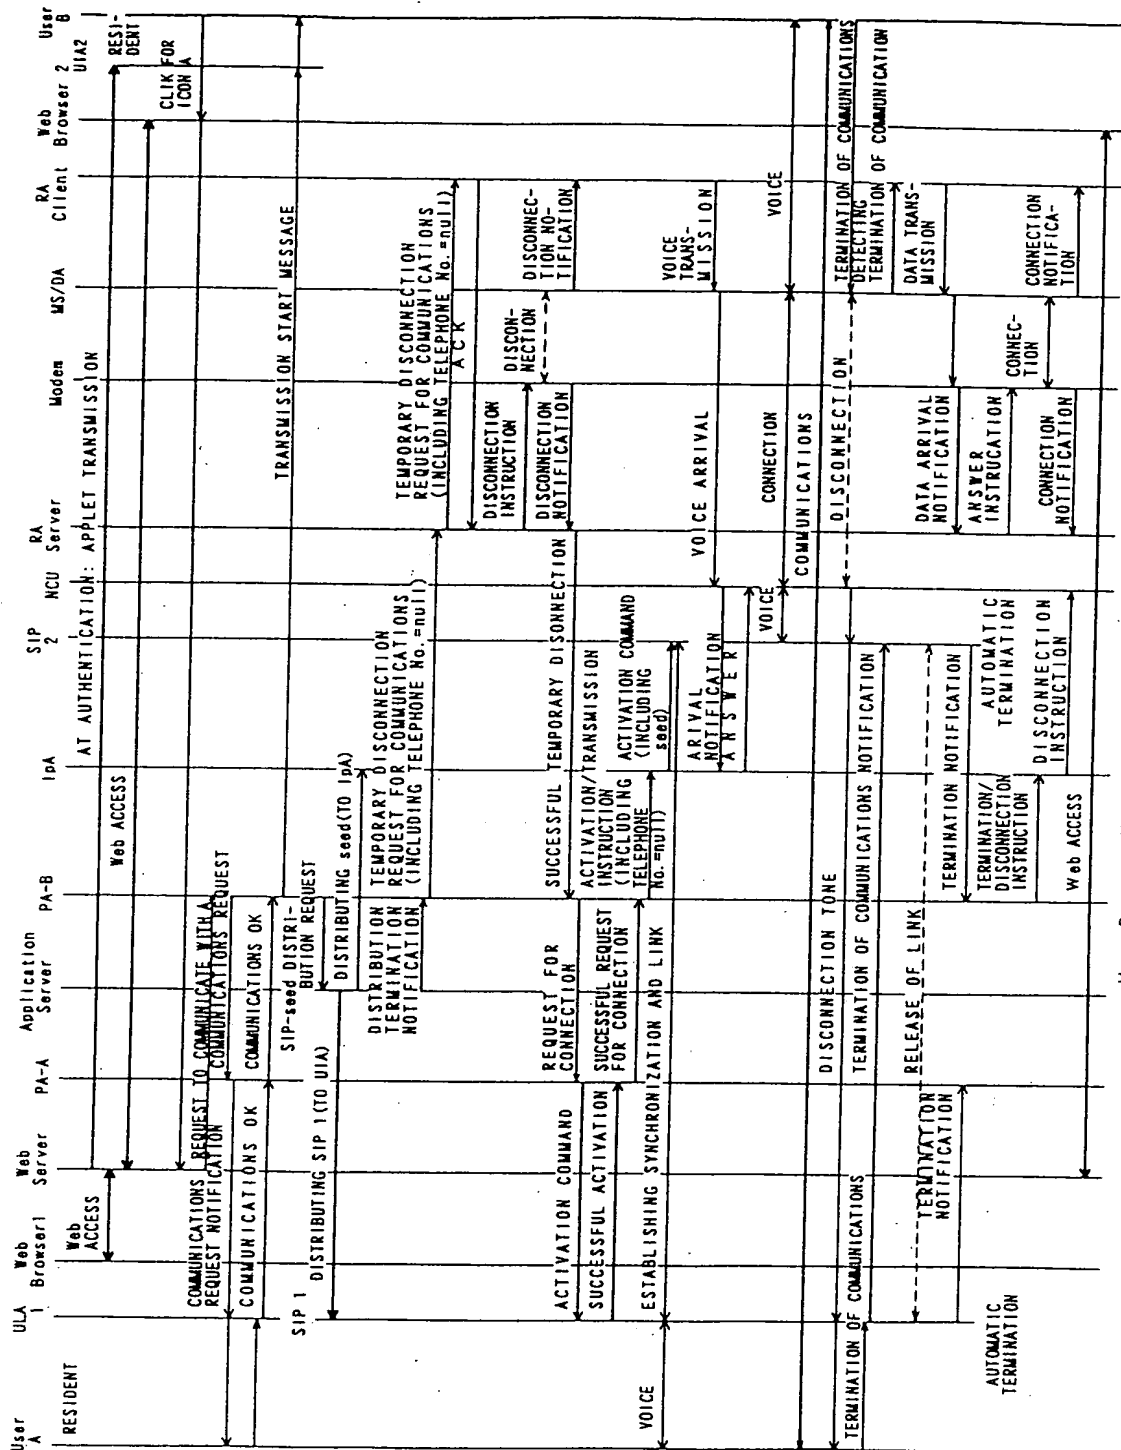 User
A
ULA
1
Web
Browser1
Web
Server
PA-A
Application
Server
PA-B
IpA
SIP
2
NCU
RA
Server
Modem
MS/DA
RA
Client
Web
Browser 2
UIA2
User
B
RESIDENT
AT AUTHENTICATION: APPLET TRANSMISSION
RESI-
DENT
Web
ACCESS
Web ACCESS
CLIK FOR
ICON A
REQUEST TO COMMUNICATE WITH A
COMMUNICATIONS
REQUEST NOTIFICATION
COMMUNICATIONS REQUEST
COMMUNICATIONS OK
COMMUNICATIONS OK
TRANSMISSION START MESSAGE
SIP-seed DISTRI-
BUTION REQUEST
SIP 1
DISTRIBUTING SIP 1(TO UIA)
DISTRIBUTING seed(TO IpA)
DISTRIBUTION
TERMINATION
NOTIFICATION
TEMPORARY DISCONNECTION
REQUEST FOR COMMUNICATIONS
(INCLUDING TELEPHONE No.=null)
TEMPORARY DISCONNECTION
REQUEST FOR COMMUNICATIONS
(INCLUDING TELEPHONE No.=null)
ACK
DISCONNECTION
INSTRUCTION
DISCON-
NECTION
DISCONNECTION
NOTIFICATION
DISCONNEC-
TION NO-
TIFICATION
SUCCESSFUL TEMPORARY DISONNECTION
REQUEST FOR
CONNECTION
ACTIVATION COMMAND
SUCCESSFUL ACTIVATION
SUCCESSFUL REQUEST
FOR CONNECTION
ACTIVATION/TRANSMISSION
INSTRUCTION
(INCLUDING
TELEPHONE
No.=null)
ACTIVATION COMMAND
(INCLUDING
seed)
VOICE
ESTABLISHING SYNCHRONIZATION AND LINK
VOICE
TRANS-
MISSION
VOICE ARRIVAL
ARIVAL
NOTIFICATION
ANSWER
VOICE
CONNECTION
VOICE
COMMUNICATIONS
DISCONNECTION TONE
DISCONNECTION
TERMINATION OF COMMUNICATIONS
TERMINATION OF COMMUNICATIONS
TERMINATION OF COMMUNICATIONS NOTIFICATION
DETECTING
TERMINATION OF COMMUNICATION
RELEASE OF LINK
DATA TRANS-
MISSION
TERMINATION
NOTIFICATION
TERMINATION NOTIFICATION
DATA ARRIVAL
NOTIFICATION
AUTOMATIC
TERMINATION
AUTOMATIC
TERMINATION
ANSWER
INSTRUCATION
TERMINATION/
DISCONNECTION
INSTRUCTION
DISCONNECTION
INSTRUCTION
CONNEC-
TION
CONNECTION
NOTIFICATION
CONNECTION
NOTIFICA-
TION
Web ACCESS